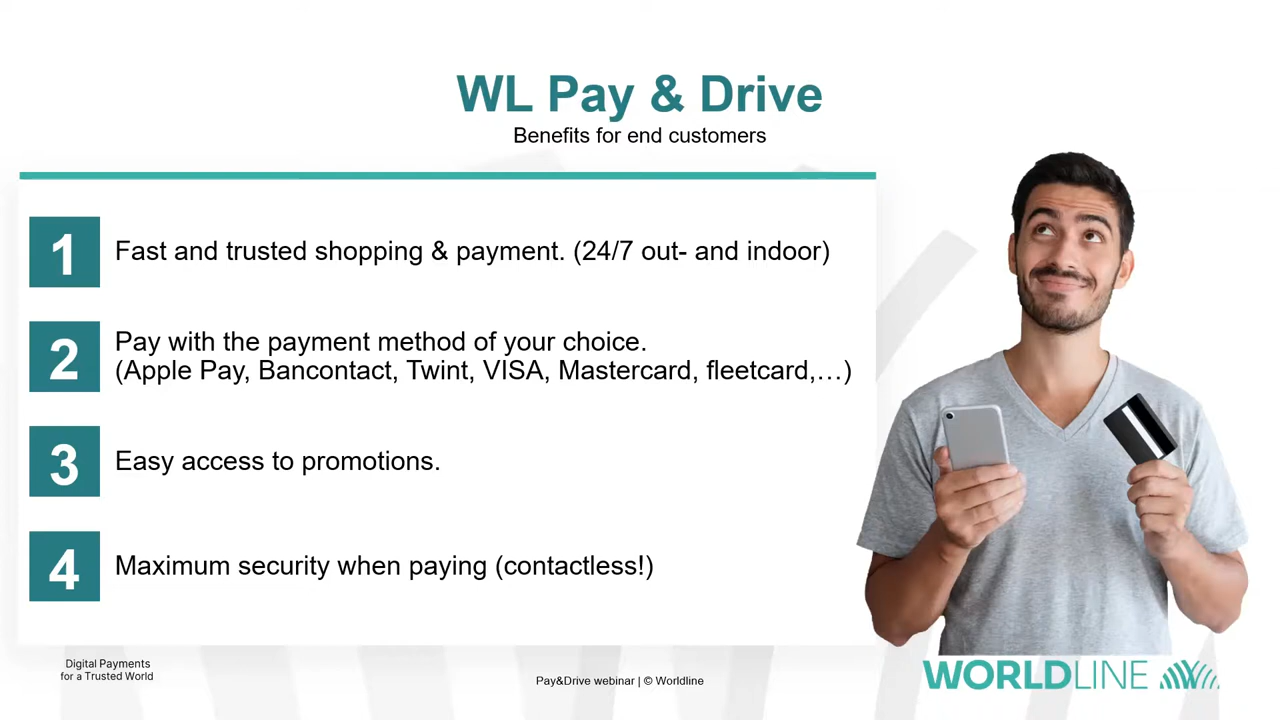 WL Pay & Drive
Benefits for end customers
1
Fast and trusted shopping & payment. (24/7 out- and indoor)
2
Pay with the payment method of your choice.
(Apple Pay, Bancontact, Twint, VISA, Mastercard, fleetcard,…)
3
Easy access to promotions.
4
Maximum security when paying (contactless!)
Digital Payments
for a Trusted World
Pay&Drive webinar | © Worldline
WORLDLINE